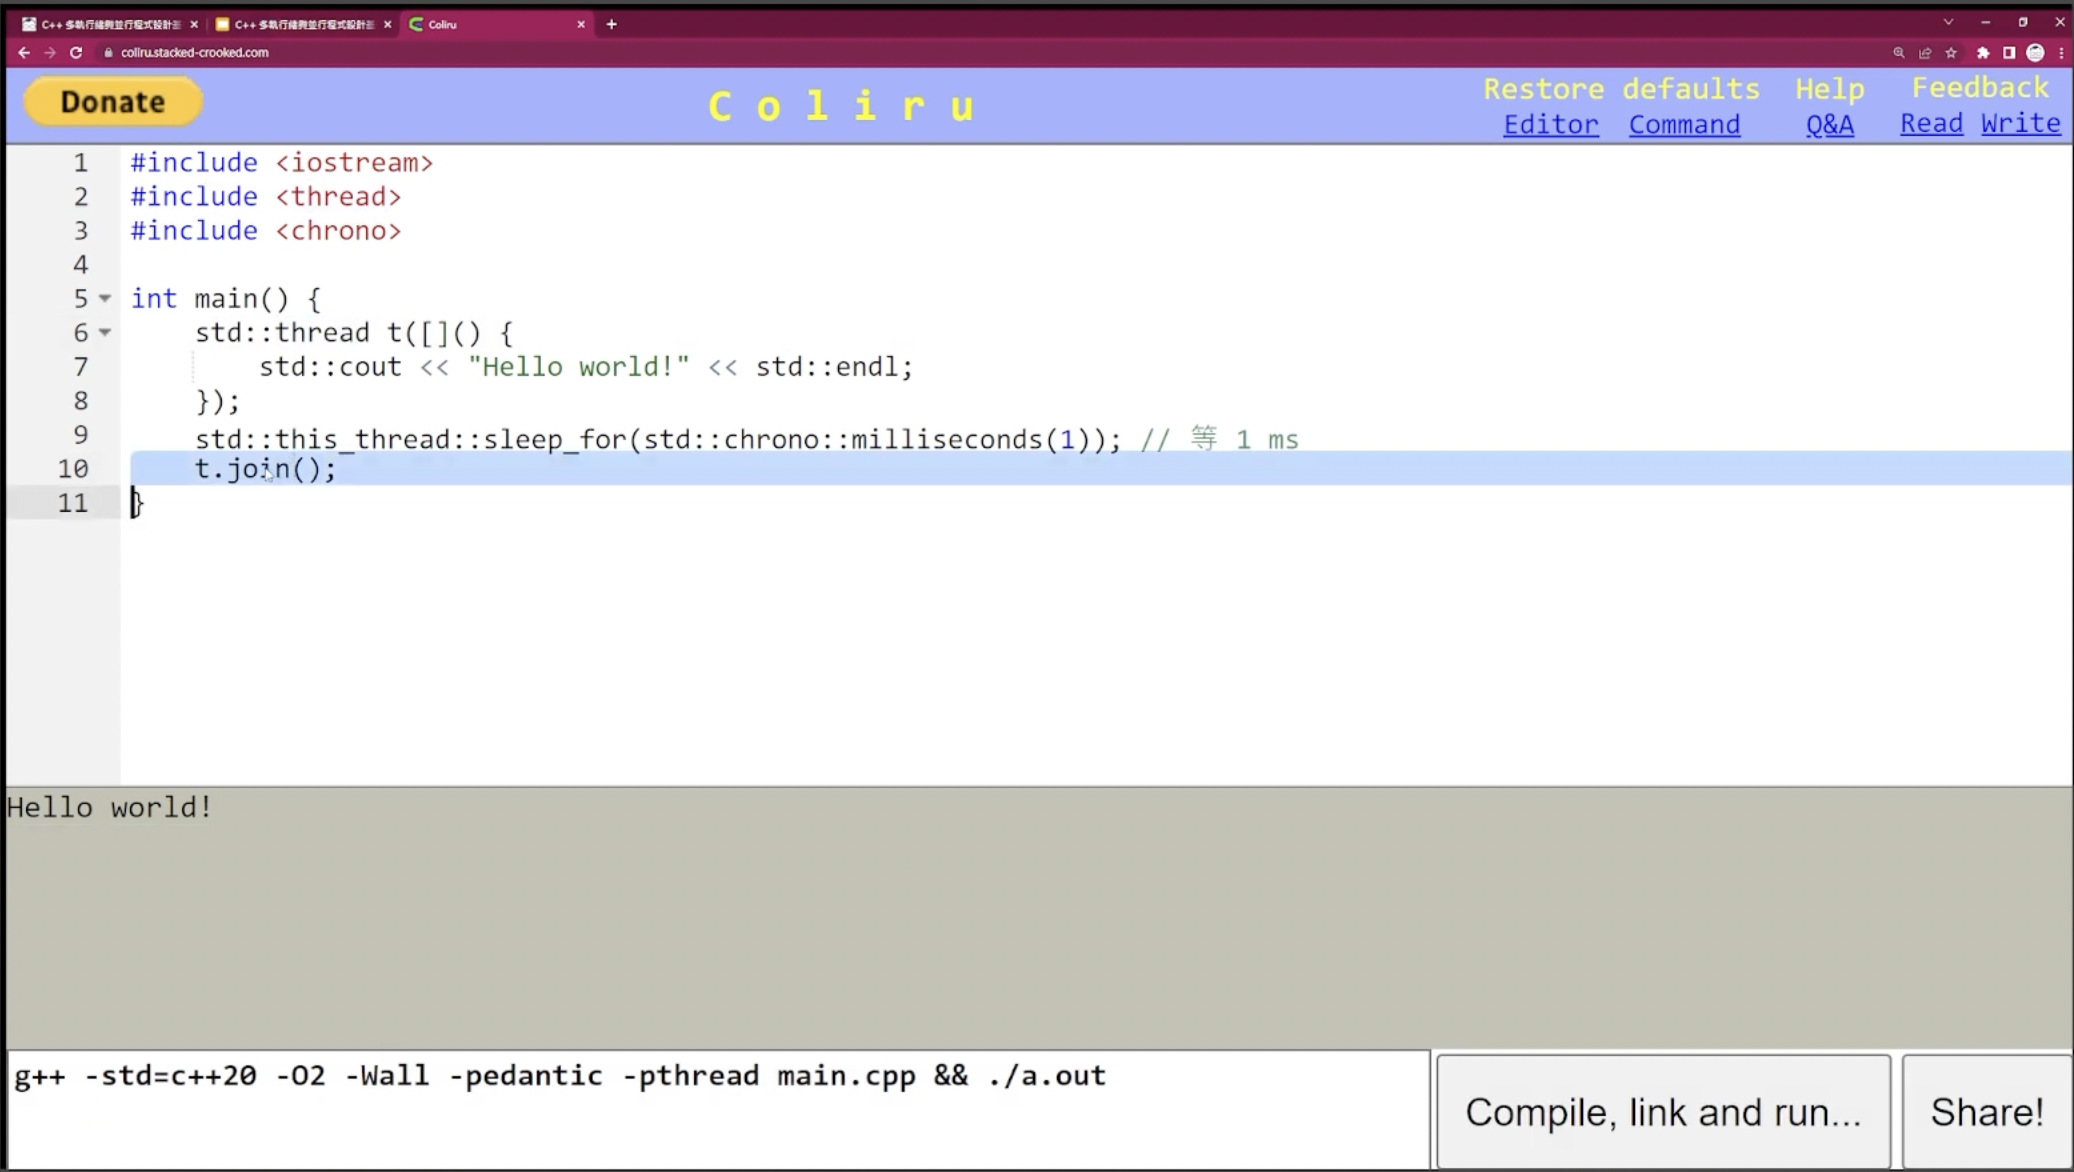 C++ 多執行緒與並行程式設計
C++ 多執行緒與並行程式設計
Coliru
coliru.stacked-crooked.com
Donate
Coliru
Restore defaults
Editor Command
Help
Q&A
Feedback
Read Write
1 #include <iostream>
2 #include <thread>
3 #include <chrono>
4
5 int main() {
6 std::thread t([]() {
7 std::cout << "Hello world!" << std::endl;
8 });
9 std::this_thread::sleep_for(std::chrono::milliseconds(1)); // 等 1 ms
10 t.join();
11 }
Hello world!
g++ -std=c++20 -O2 -Wall -pedantic -pthread main.cpp && ./a.out
Compile, link and run...
Share!